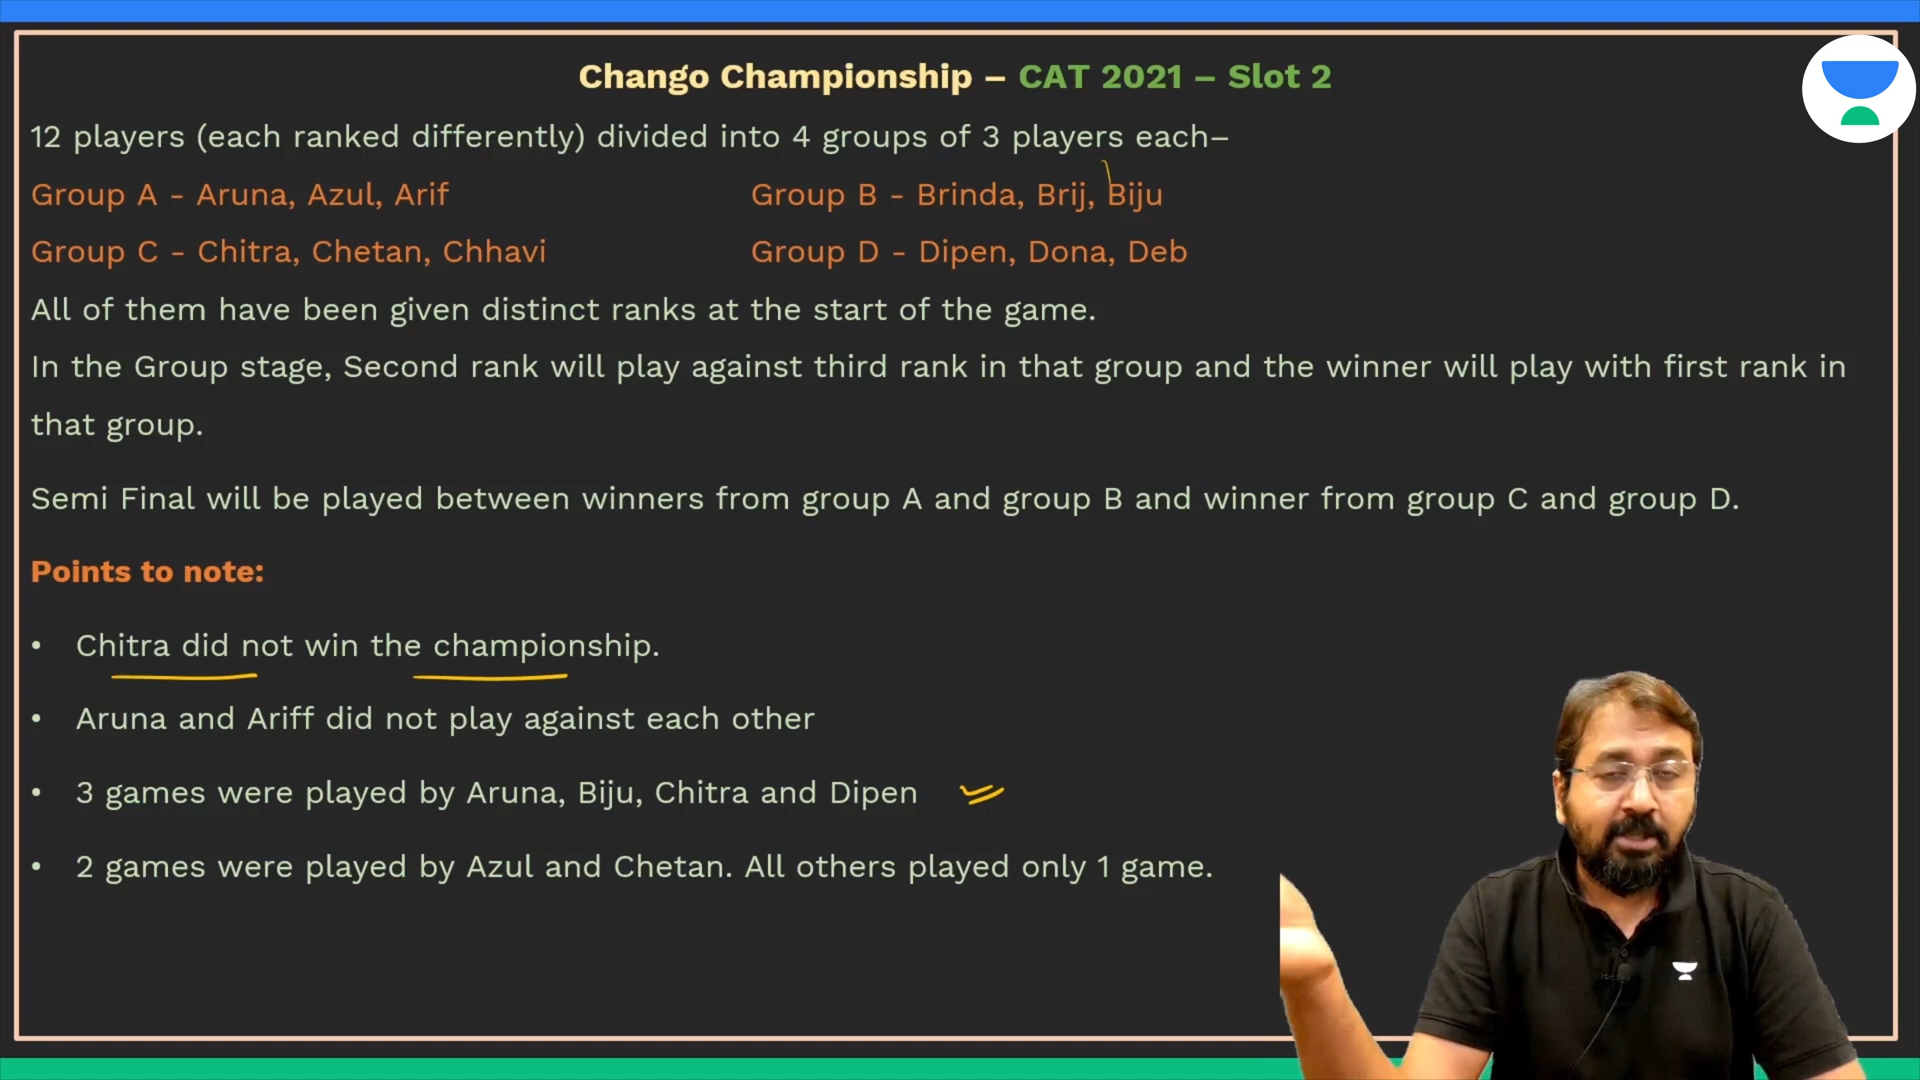 Chango Championship – CAT 2021 – Slot 2
12 players (each ranked differently) divided into 4 groups of 3 players each–
Group A - Aruna, Azul, Arif
Group B - Brinda, Brij, Biju
Group C - Chitra, Chetan, Chhavi
Group D - Dipen, Dona, Deb
All of them have been given distinct ranks at the start of the game.
In the Group stage, Second rank will play against third rank in that group and the winner will play with first rank in
that group.
Semi Final will be played between winners from group A and group B and winner from group C and group D.
Points to note:
• Chitra did not win the championship.
• Aruna and Ariff did not play against each other
• 3 games were played by Aruna, Biju, Chitra and Dipen
• 2 games were played by Azul and Chetan. All others played only 1 game.